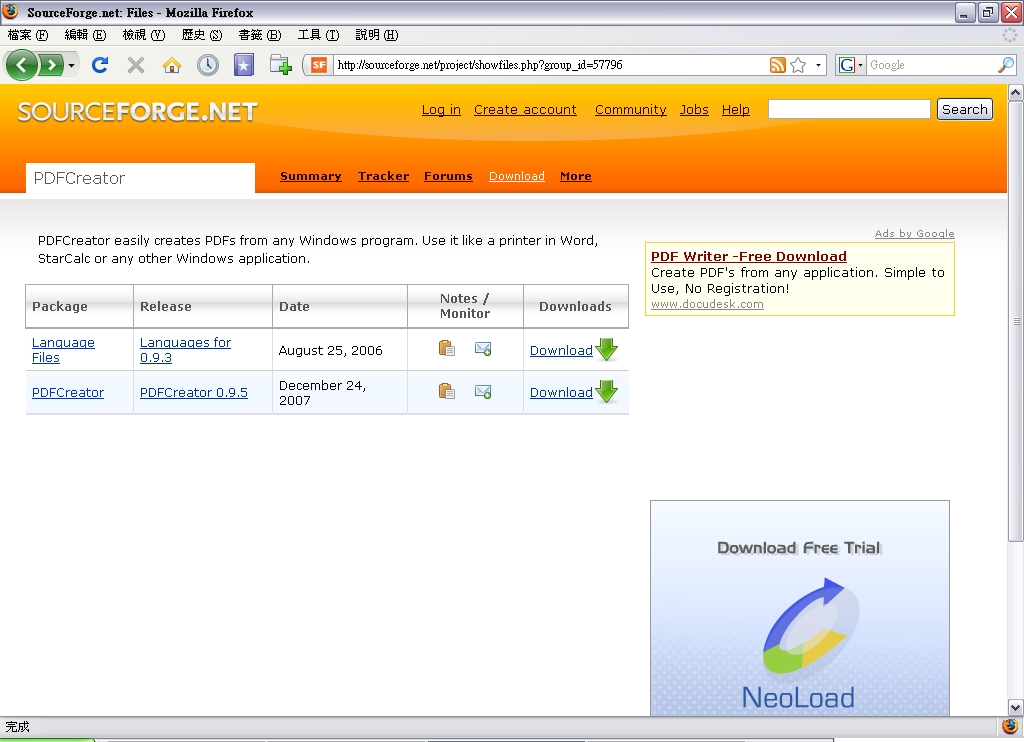 SourceForge.net: Files - Mozilla Firefox
檔案 (F) 編輯 (E) 檢視 (V) 歷史 (S) 書籤 (B) 工具 (T) 說明 (H)
SF http://sourceforge.net/project/showfiles.php?group_id=57796 G Google
SOURCEFORGE.NET
Log in Create account Community Jobs Help Search
PDFCreator Summary Tracker Forums Download More
PDFCreator easily creates PDFs from any Windows program. Use it like a printer in Word,
StarCalc or any other Windows application.
Ads by Google
PDF Writer -Free Download
Create PDF's from any application. Simple to
Use, No Registration!
www.docudesk.com
Package Release Date Notes / Monitor Downloads
Language Files Languages for 0.9.3 August 25, 2006 Download
PDFCreator PDFCreator 0.9.5 December 24, 2007 Download
Download Free Trial
NeoLoad
完成